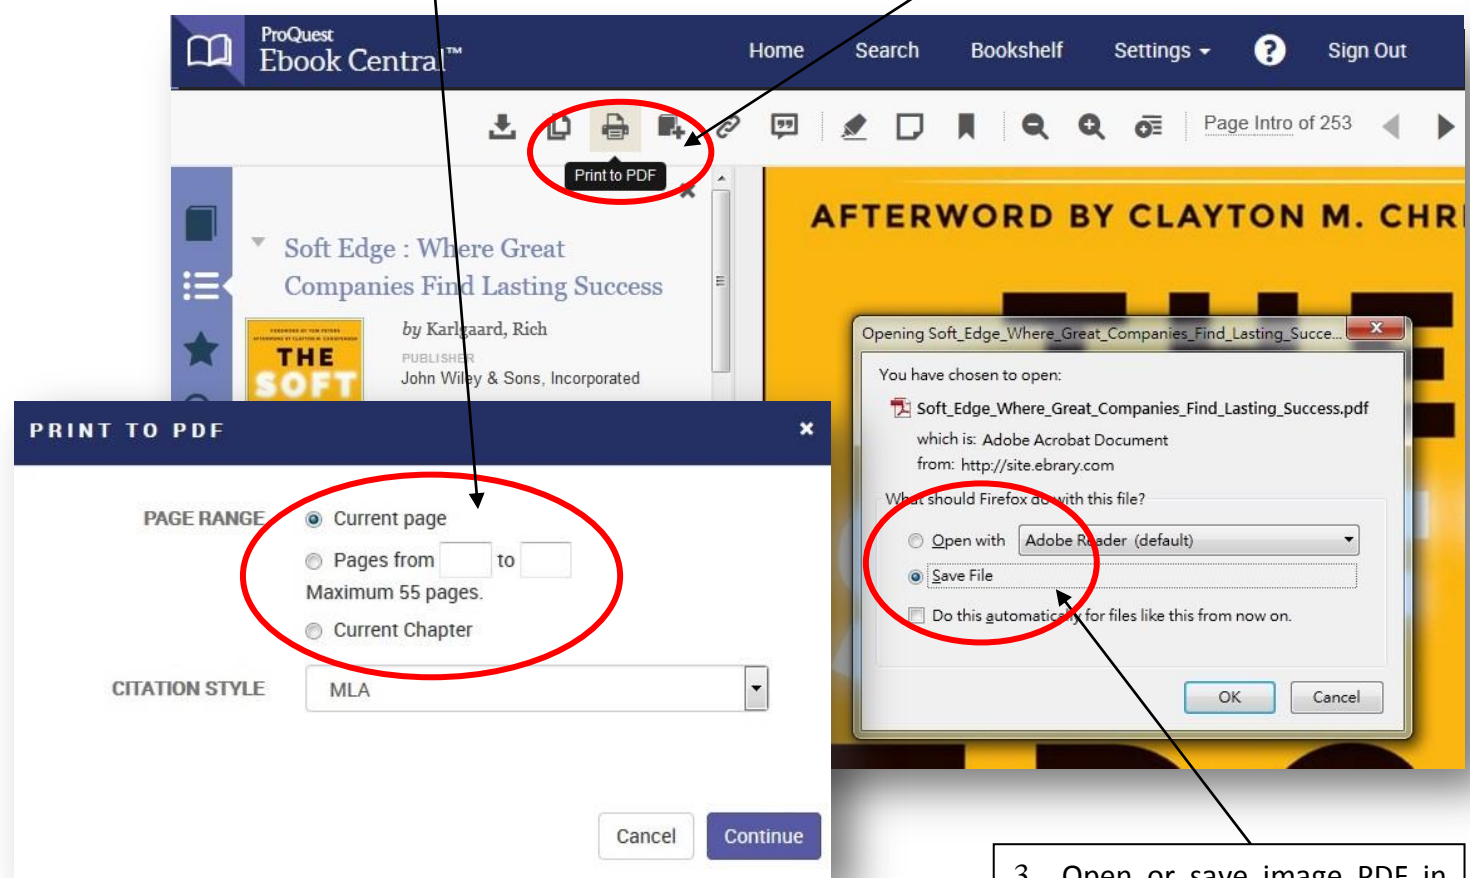 ProQuest
Ebook Central™
Home Search Bookshelf Settings ? Sign Out
Page Intro of 253
Print to PDF
Soft Edge : Where Great
Companies Find Lasting Success
by Karlgaard, Rich
PUBLISHER
John Wiley & Sons, Incorporated
THE
SOFT
AFTERWORD BY CLAYTON M. CHRI
THE
Opening Soft_Edge_Where_Great_Companies_Find_Lasting_Succe...
You have chosen to open:
Soft_Edge_Where_Great_Companies_Find_Lasting_Success.pdf
which is: Adobe Acrobat Document
from: http://site.ebrary.com
What should Firefox do with this file?
Open with Adobe Reader (default)
Save File
Do this automatically for files like this from now on.
OK Cancel
PRINT TO PDF
PAGE RANGE
Current page
Pages from to
Maximum 55 pages.
Current Chapter
CITATION STYLE MLA
Cancel Continue
3. Open or save image PDF in